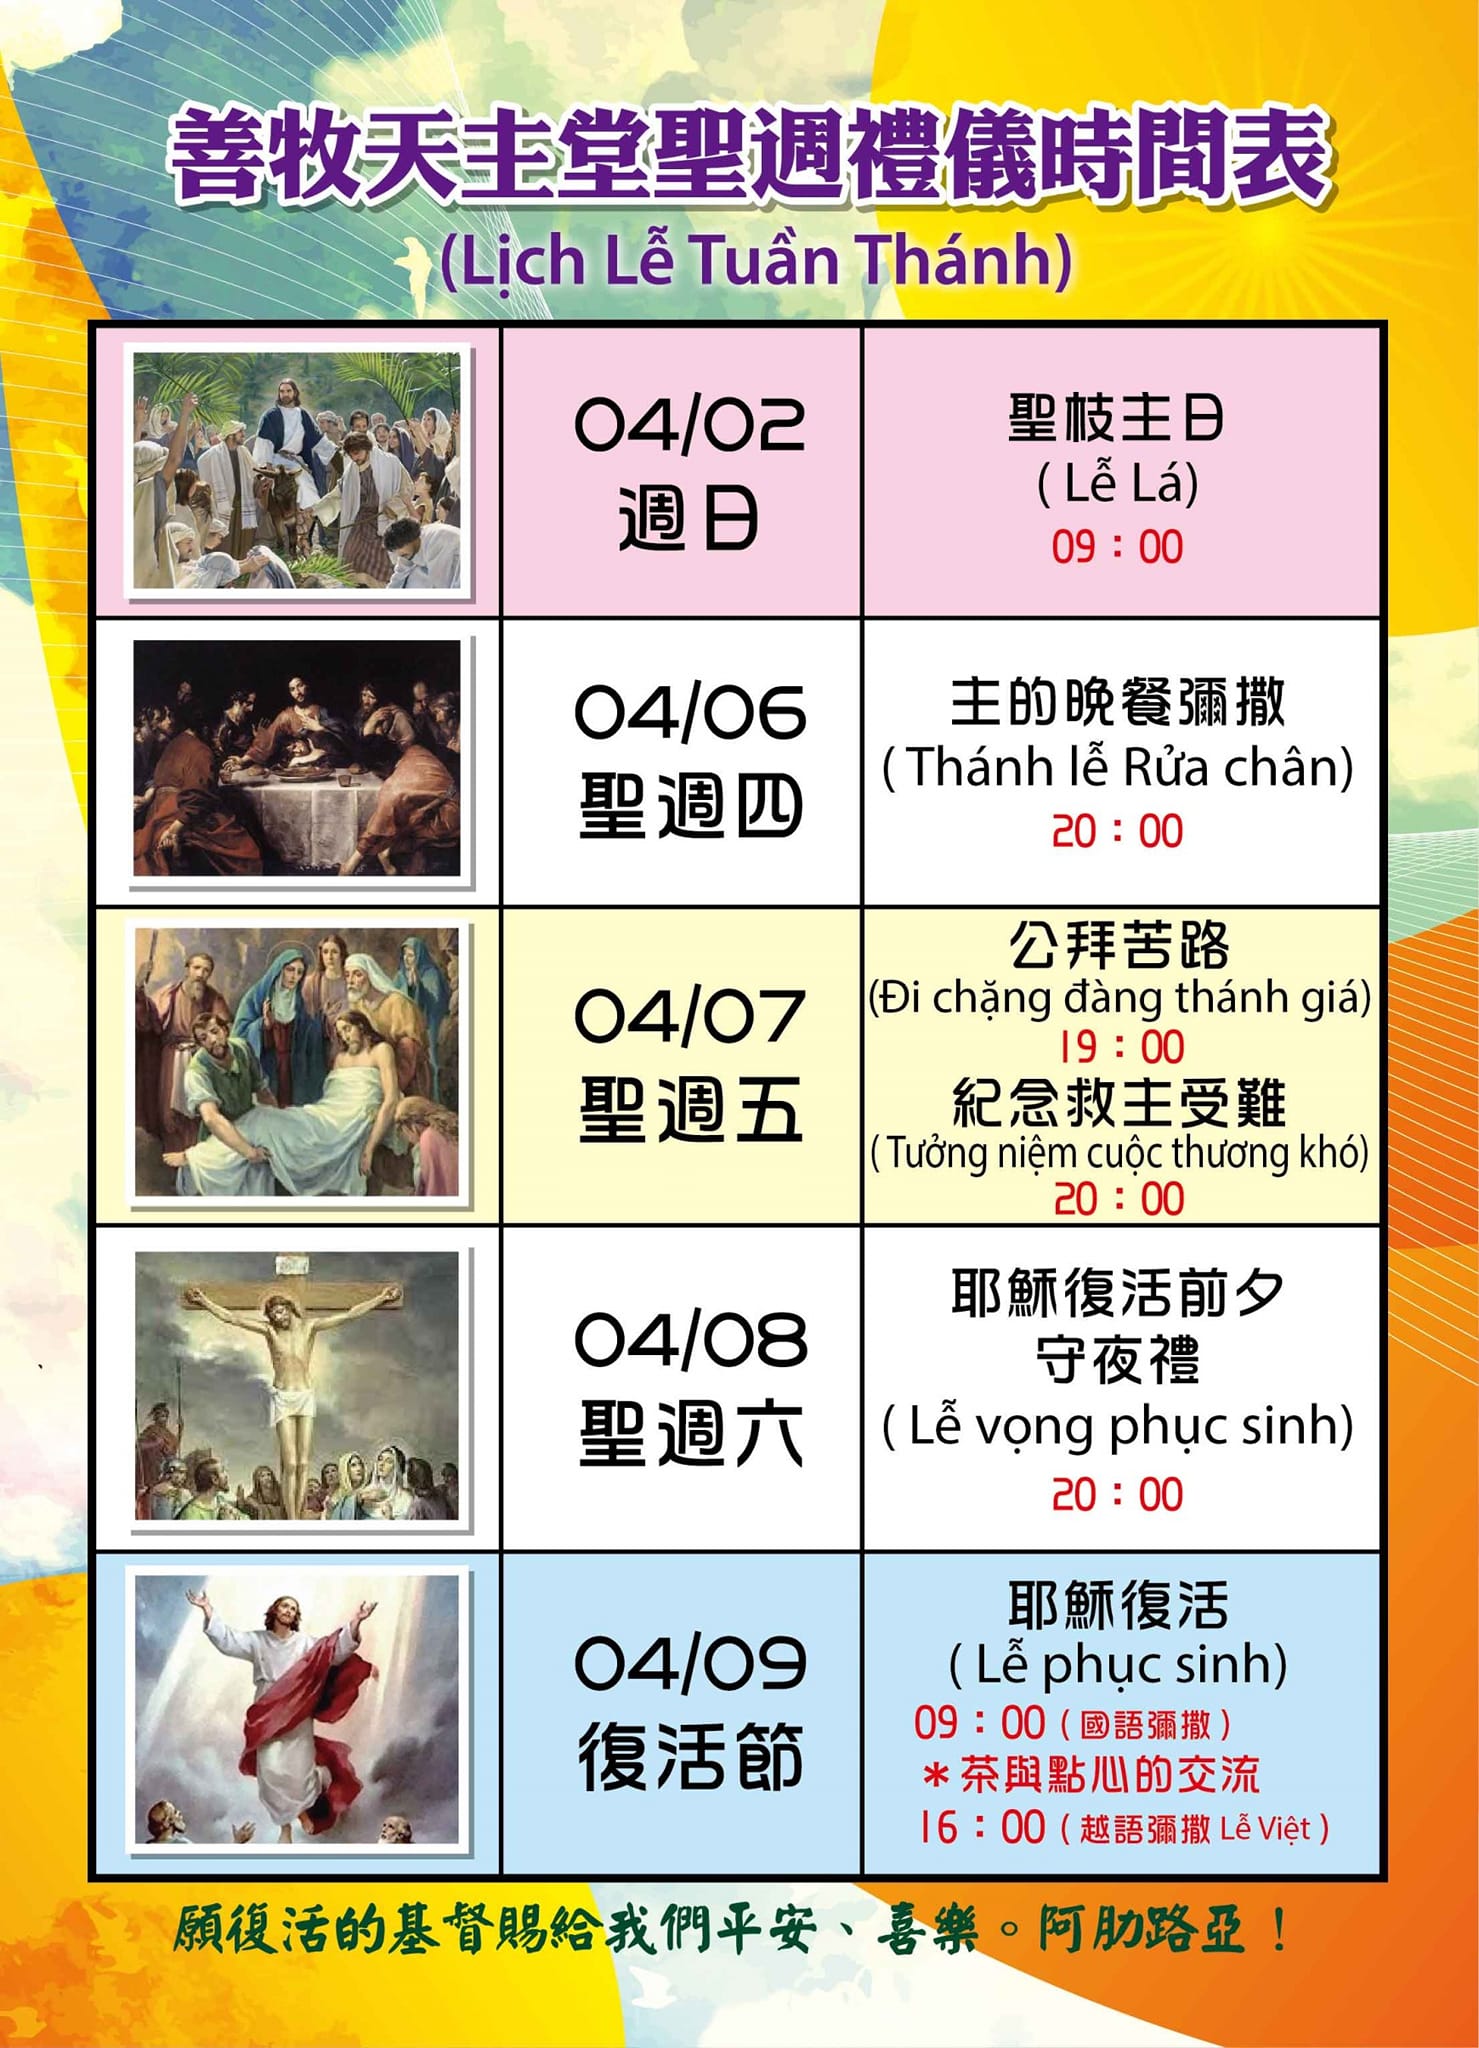 善牧天主堂聖週禮儀時間表
(Lịch Lễ Tuần Thánh)
04/02
週日
聖枝主日
( Lễ Lá)
09：00
04/06
聖週四
主的晚餐彌撒
( Thánh lễ Rửa chân)
20：00
04/07
聖週五
公拜苦路
(Đi chặng đàng thánh giá)
19：00
紀念救主受難
( Tưởng niệm cuộc thương khó)
20：00
04/08
聖週六
耶穌復活前夕
守夜禮
( Lễ vọng phục sinh)
20：00
04/09
復活節
耶穌復活
( Lễ phục sinh)
09：00 ( 國語彌撒 )
＊茶與點心的交流
16：00 ( 越語彌撒 Lễ Việt )
願復活的基督賜給我們平安、喜樂。阿肋路亞！